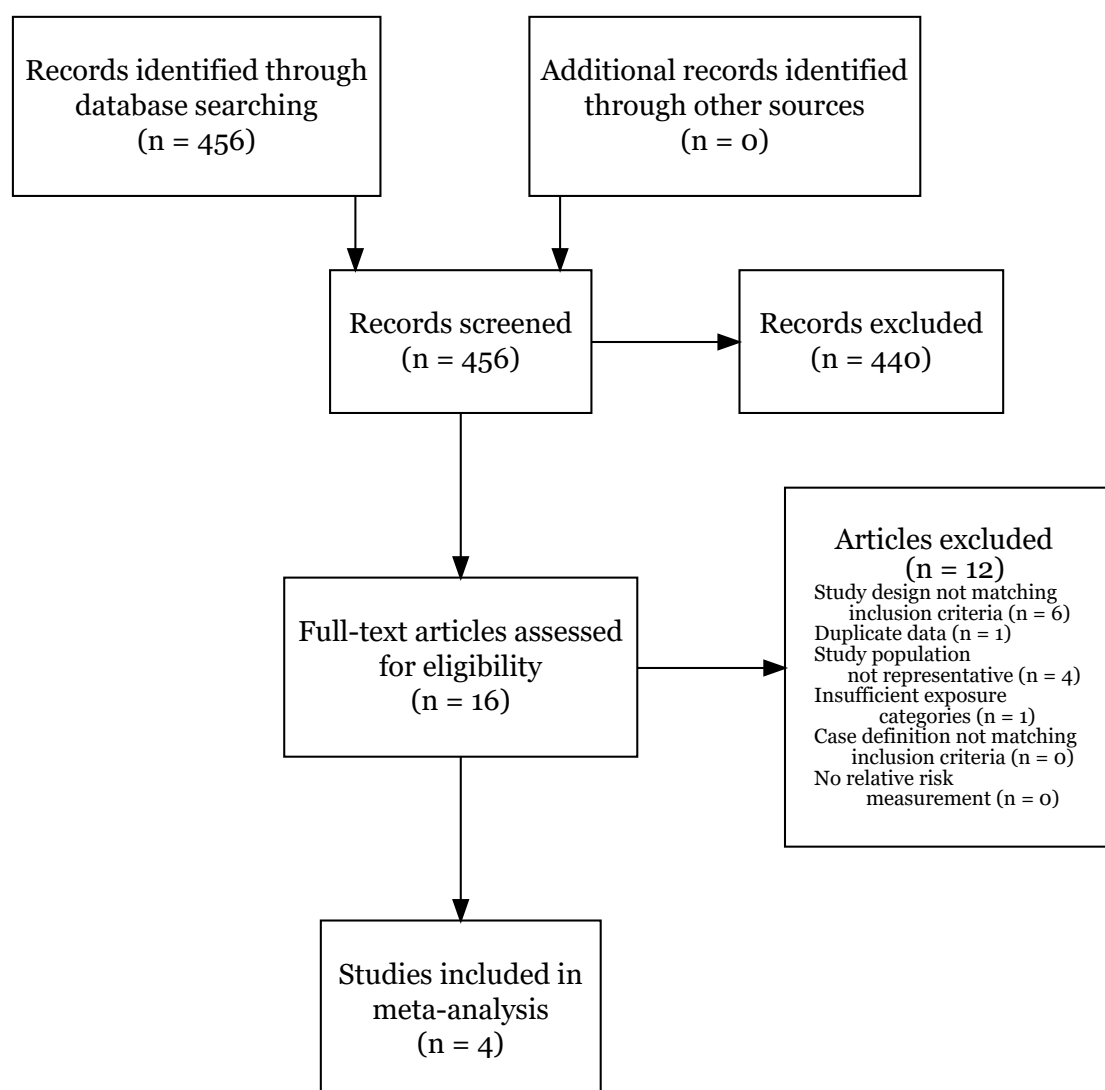 Records identified through
database searching
(n = 456)
Additional records identified
through other sources
(n = 0)
Records screened
(n = 456)
Records excluded
(n = 440)
Full-text articles assessed
for eligibility
(n = 16)
Articles excluded
(n = 12)
Study design not matching
inclusion criteria (n = 6)
Duplicate data (n = 1)
Study population
not representative (n = 4)
Insufficient exposure
categories (n = 1)
Case definition not matching
inclusion criteria (n = 0)
No relative risk
measurement (n = 0)
Studies included in
meta-analysis
(n = 4)